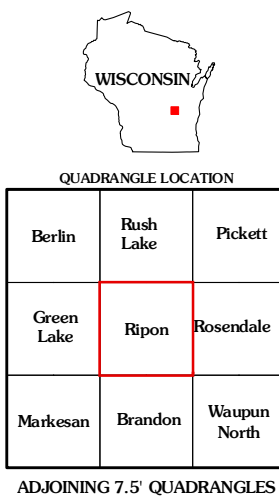 WISCONSIN
QUADRANGLE LOCATION
Berlin
Rush
Lake
Pickett
Green
Lake
Ripon
Rosendale
Markesan
Brandon
Waupun
North
ADJOINING 7.5' QUADRANGLES